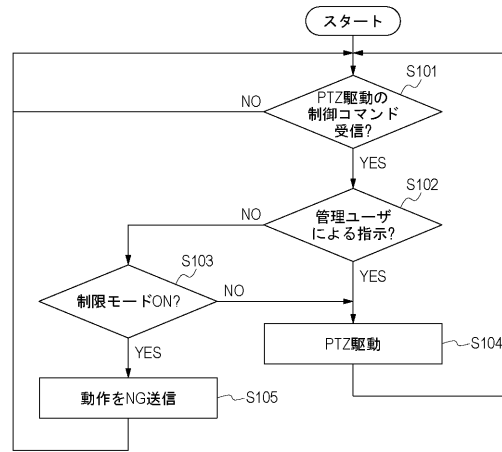 スタート
S101
PTZ駆動の
制御コマンド
受信?
NO
YES
S102
管理ユーザ
による指示?
NO
YES
S103
制限モードON?
NO
YES
PTZ駆動
S104
動作をNG送信
S105